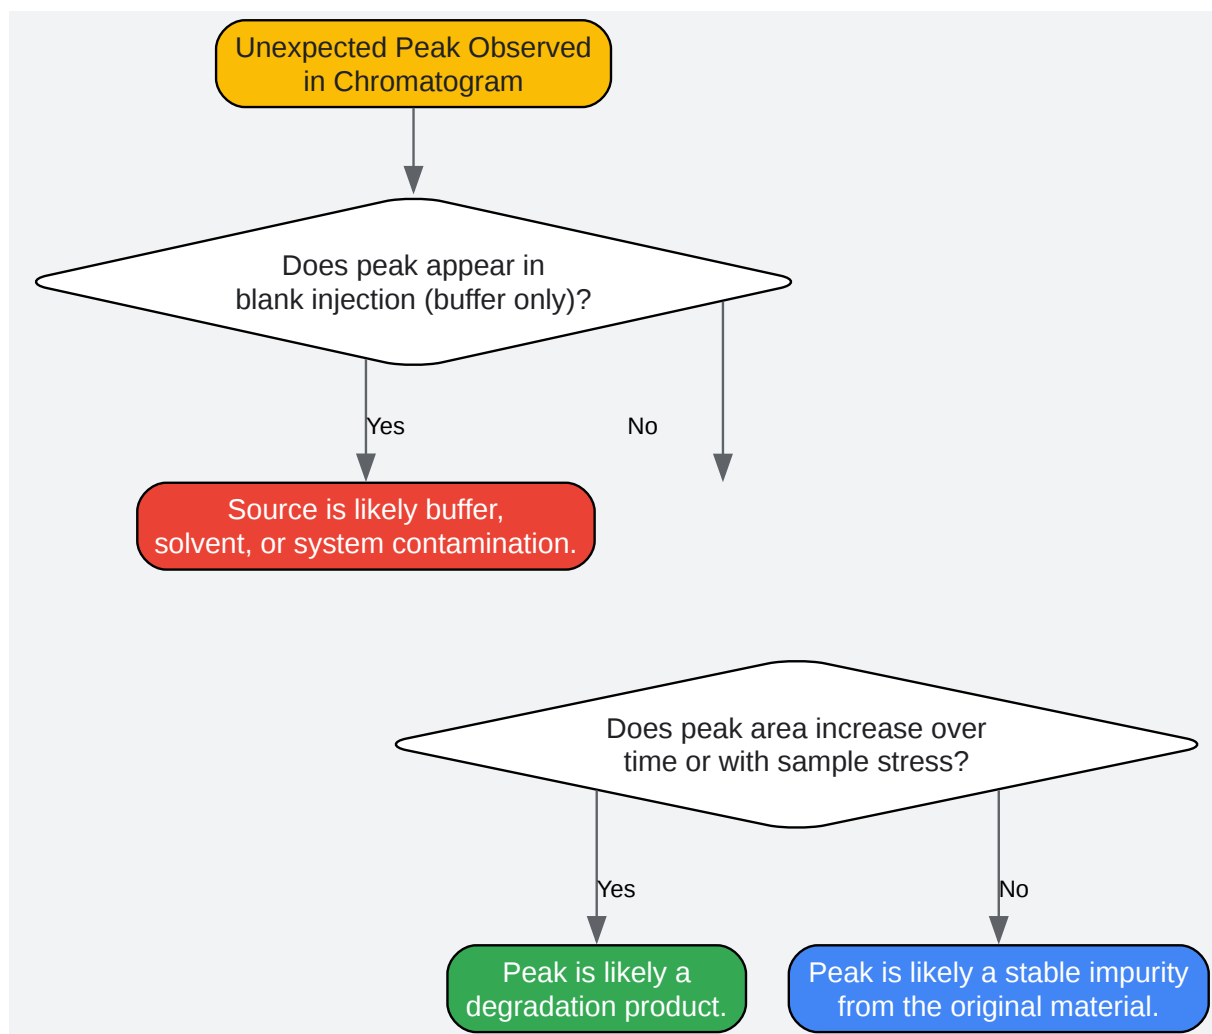 Unexpected Peak Observed
in Chromatogram
Does peak appear in
blank injection (buffer only)?
Yes
No
Source is likely buffer,
solvent, or system contamination.
Does peak area increase over
time or with sample stress?
Yes
No
Peak is likely a
degradation product.
Peak is likely a stable impurity
from the original material.